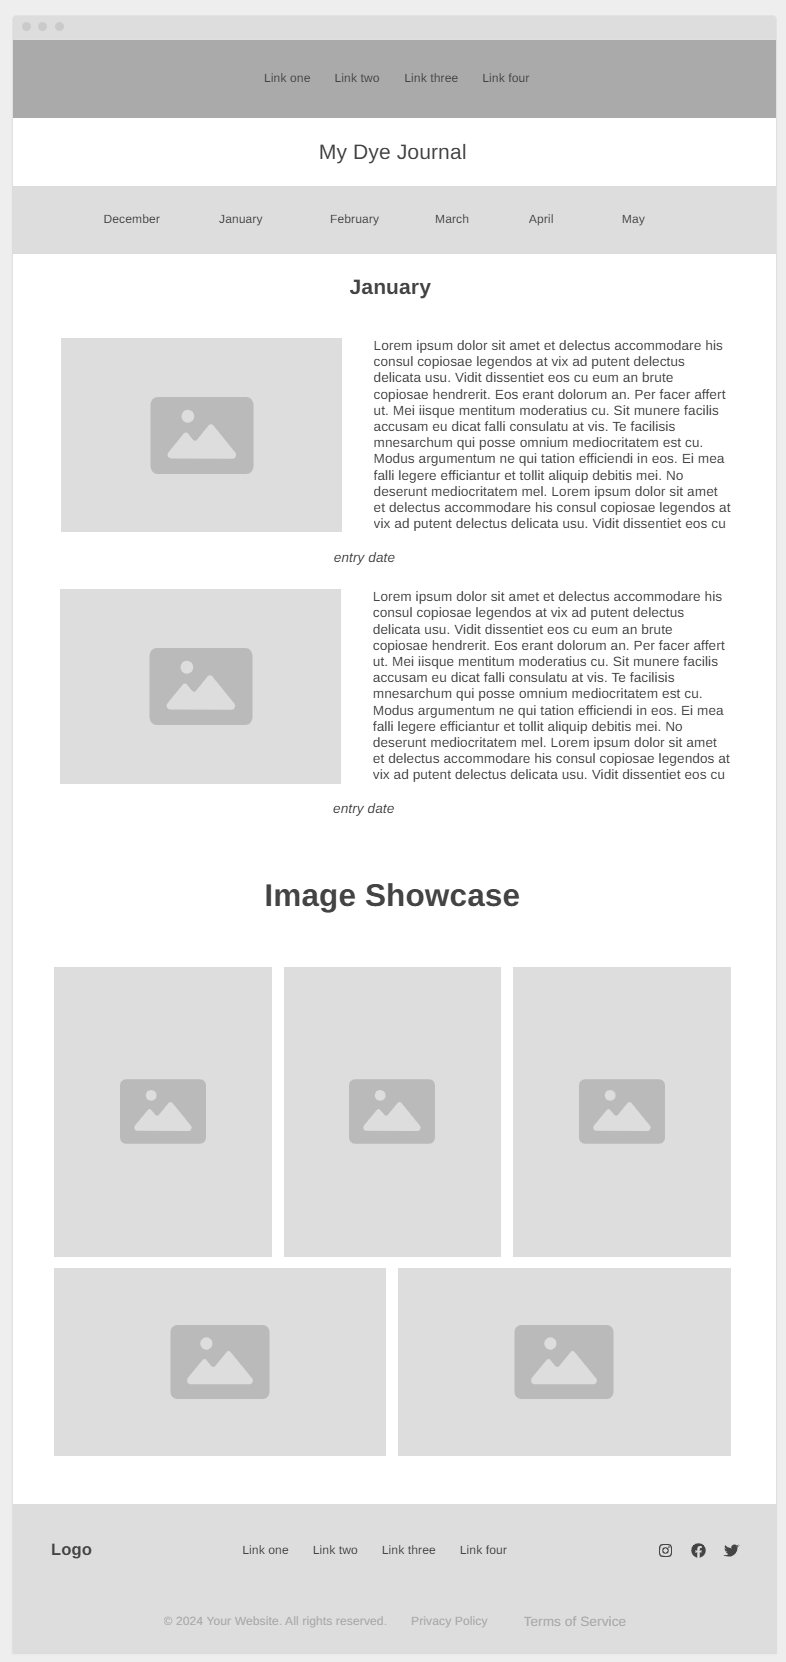 Link one Link two Link three Link four
My Dye Journal
December January February March April May
January
Lorem ipsum dolor sit amet et delectus accommodare his
consul copiosae legendos at vix ad putent delectus
delicata usu. Vidit dissentiet eos cu eum an brute
copiosae hendrerit. Eos erant dolorum an. Per facer affert
ut. Mei iisque mentitum moderatius cu. Sit munere facilis
accusam eu dicat falli consulatu at vis. Te facilisis
mnesarchum qui posse omnium mediocritatem est cu.
Modus argumentum ne qui tation efficiendi in eos. Ei mea
falli legere efficiantur et tollit aliquip debitis mei. No
deserunt mediocritatem mel. Lorem ipsum dolor sit amet
et delectus accommodare his consul copiosae legendos at
vix ad putent delectus delicata usu. Vidit dissentiet eos cu
entry date
Lorem ipsum dolor sit amet et delectus accommodare his
consul copiosae legendos at vix ad putent delectus
delicata usu. Vidit dissentiet eos cu eum an brute
copiosae hendrerit. Eos erant dolorum an. Per facer affert
ut. Mei iisque mentitum moderatius cu. Sit munere facilis
accusam eu dicat falli consulatu at vis. Te facilisis
mnesarchum qui posse omnium mediocritatem est cu.
Modus argumentum ne qui tation efficiendi in eos. Ei mea
falli legere efficiantur et tollit aliquip debitis mei. No
deserunt mediocritatem mel. Lorem ipsum dolor sit amet
et delectus accommodare his consul copiosae legendos at
vix ad putent delectus delicata usu. Vidit dissentiet eos cu
entry date
Image Showcase
Logo Link one Link two Link three Link four
© 2024 Your Website. All rights reserved. Privacy Policy Terms of Service